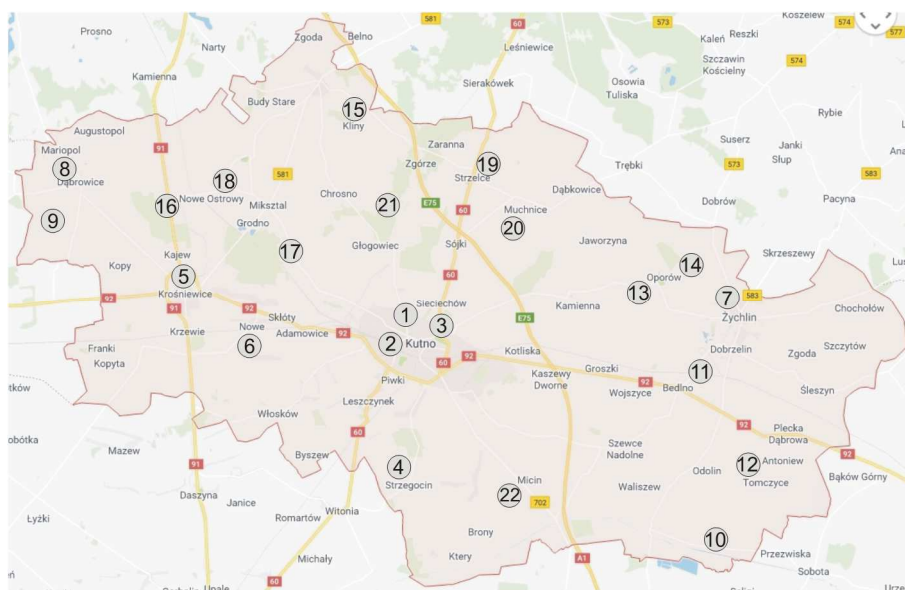 Koszelew
Prosno
Zgoda
Belno
581
60
573
574
577
Narty
Leśniewice
Kaleń
Reszki
Szczawin
Kościelny
574
Kamienna
Sierakówek
Osowia
Tuliska
Budy Stare
15
Kliny
Rybie
Augustopol
Mariopol
91
Zaranna
Suserz
Janki
Słup
8
Dąbrowice
18
581
Zgórze
19
Strzelce
Trębki
573
583
Chrosno
Dąbkowice
16
Nowe Ostrowy
Miksztal
21
E75
60
Muchnice
Dobrów
Pacyna
9
Grodno
20
17
Głogowiec
Sójki
Jaworzyna
Kajew
Skrzeszewy
Kopy
5
60
14
Oporów
Krośniewice
13
7
583
92
91
92
Sieciechów
Kamienna
Chochołów
1
Skłóty
3
E75
Żychlin
Krzewie
Nowe
Adamowice
92
6
2
Kutno
Dobrzelin
Szczytów
Franki
60
92
Kotliska
Zgoda
Kopyta
Groszki
11
Piwki
Kaszewy
Dworne
92
Wojszyce
Bedlno
Śleszyn
Leszczynek
Włosków
60
92
Plecka
Dąbrowa
Szewce
Nadolne
Mazew
Byszew
92
91
4
Strzegocin
Odolin
12
Antoniew
Micin
Waliszew
Tomczyce
Bąków Górny
Daszyna
Janice
22
702
Łyżki
Romartów
Witonia
Brony
10
Ktery
Przezwiska
Michały
A1
Sobota
60